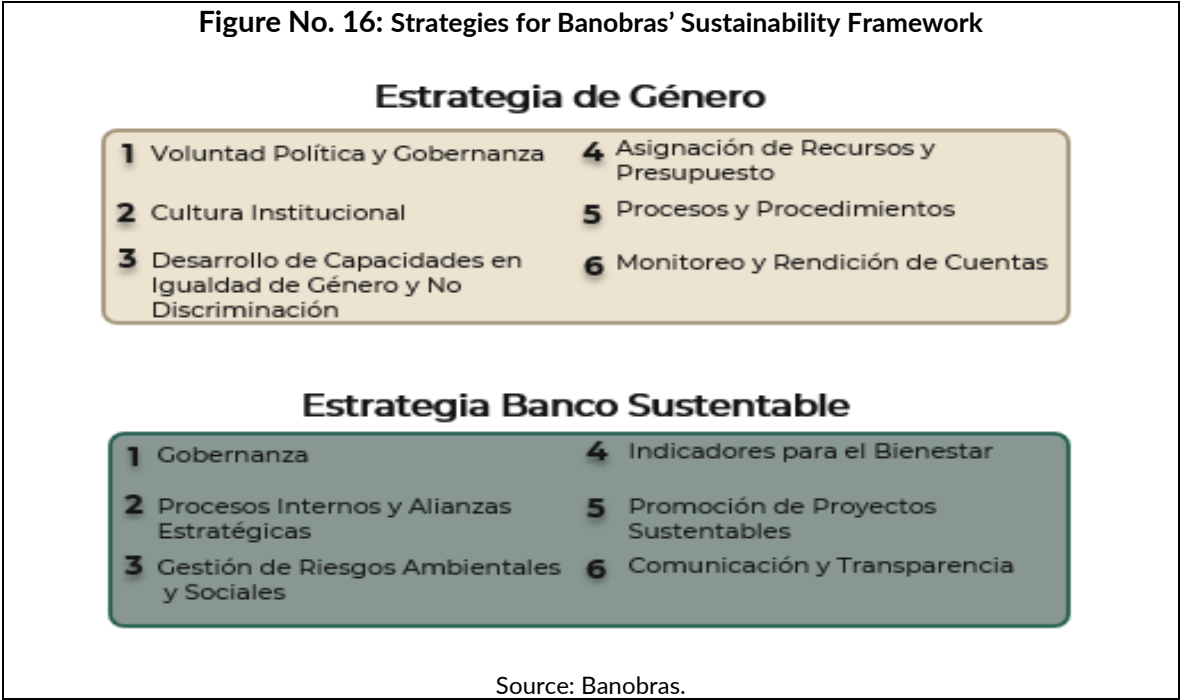 Figure No. 16: Strategies for Banobras’ Sustainability Framework
Estrategia de Género
1 Voluntad Política y Gobernanza
2 Cultura Institucional
3 Desarrollo de Capacidades en
Igualdad de Género y No
Discriminación
4 Asignación de Recursos y
Presupuesto
5 Procesos y Procedimientos
6 Monitoreo y Rendición de Cuentas
Estrategia Banco Sustentable
1 Gobernanza
2 Procesos Internos y Alianzas
Estratégicas
3 Gestión de Riesgos Ambientales
y Sociales
4 Indicadores para el Bienestar
5 Promoción de Proyectos
Sustentables
6 Comunicación y Transparencia
Source: Banobras.